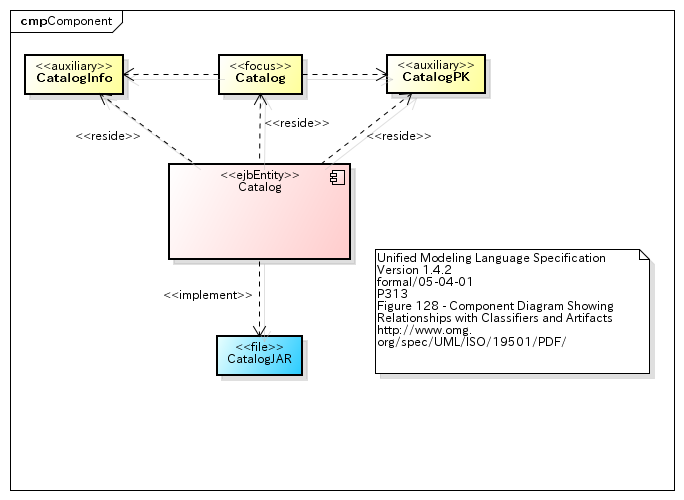 cmpComponent
<<auxiliary>>
CatalogInfo
<<focus>>
Catalog
<<auxiliary>>
CatalogPK
<<reside>>
<<reside>>
<<reside>>
<<ejbEntity>>
Catalog
<<implement>>
<<file>>
CatalogJAR
Unified Modeling Language Specification
Version 1.4.2
formal/05-04-01
P313
Figure 128 - Component Diagram Showing
Relationships with Classifiers and Artifacts
http://www.omg.
org/spec/UML/ISO/19501/PDF/